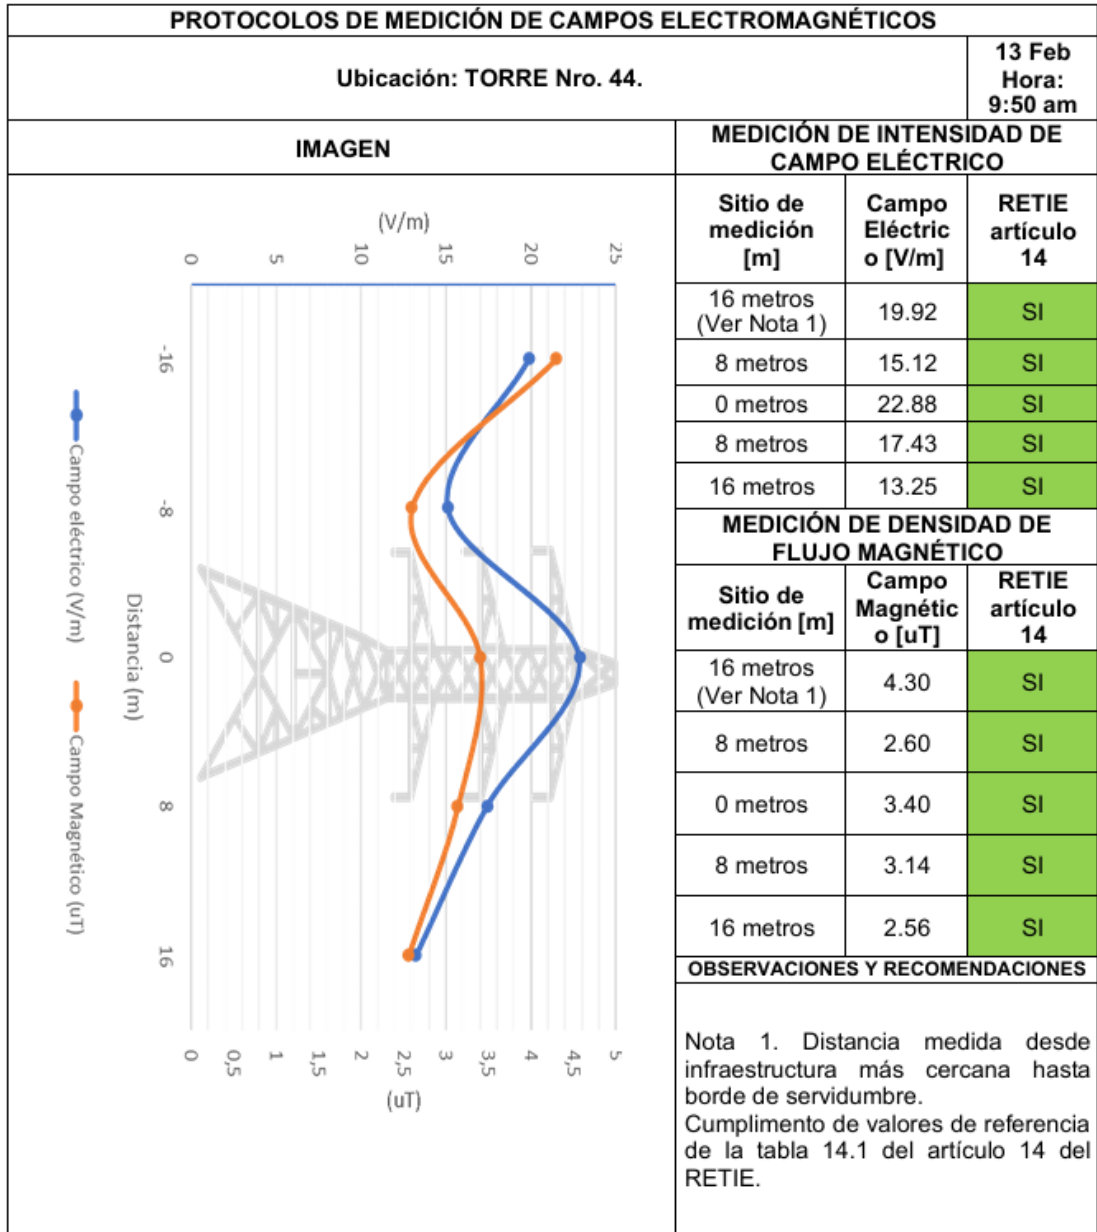 PROTOCOLOS DE MEDICIÓN DE CAMPOS ELECTROMAGNÉTICOS
Ubicación: TORRE Nro. 44.
13 Feb
Hora:
9:50 am
IMAGEN
(V/m)
0 5 10 15 20 25
-16
-8
0
8
16
Distancia (m)
Campo eléctrico (V/m)
Campo Magnético (uT)
0 0,5 1 1,5 2 2,5 3 3,5 4 4,5 5
(uT)
MEDICIÓN DE INTENSIDAD DE
CAMPO ELÉCTRICO
Sitio de
medición
[m]
Campo
Eléctric
o [V/m]
RETIE
artículo
14
16 metros
(Ver Nota 1)
19.92
SI
8 metros 15.12 SI
0 metros 22.88 SI
8 metros 17.43 SI
16 metros 13.25 SI
MEDICIÓN DE DENSIDAD DE
FLUJO MAGNÉTICO
Sitio de
medición [m]
Campo
Magnétic
o [uT]
RETIE
artículo
14
16 metros
(Ver Nota 1)
4.30
SI
8 metros 2.60 SI
0 metros 3.40 SI
8 metros 3.14 SI
16 metros 2.56 SI
OBSERVACIONES Y RECOMENDACIONES
Nota 1. Distancia medida desde
infraestructura más cercana hasta
borde de servidumbre.
Cumplimento de valores de referencia
de la tabla 14.1 del artículo 14 del
RETIE.